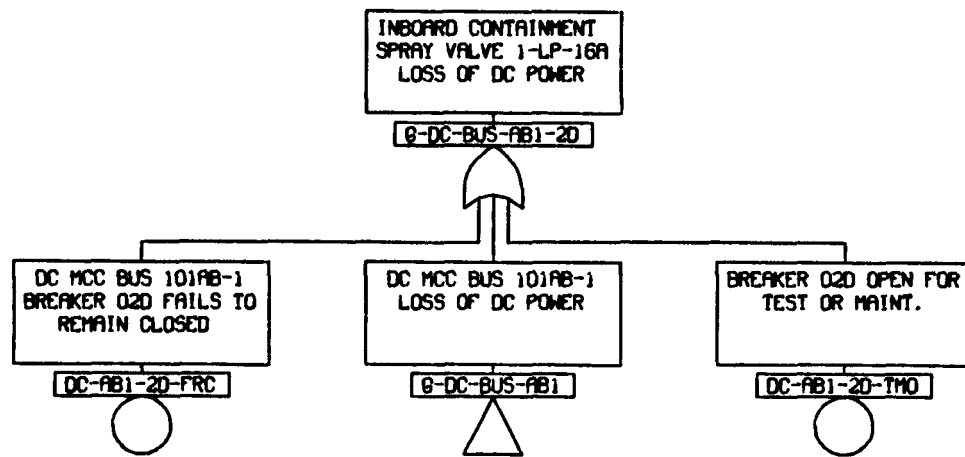 INBOARD CONTAINMENT
SPRAY VALVE 1-LP-16A
LOSS OF DC POWER
G-DC-BUS-AB1-2D
DC MCC BUS 101AB-1
BREAKER 02D FAILS TO
REMAIN CLOSED
DC-AB1-2D-FRC
DC MCC BUS 101AB-1
LOSS OF DC POWER
G-DC-BUS-AB1
BREAKER 02D OPEN FOR
TEST OR MAINT.
DC-AB1-2D-TMO